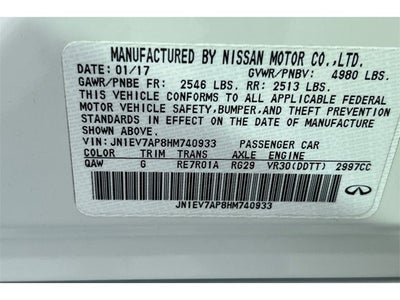 MANUFACTURED BY NISSAN MOTOR CO.,LTD.
DATE: 01/17 GVWR/PNBV: 4980 LBS.
GAWR/PNBE FR: 2546 LBS. RR: 2513 LBS.
THIS VEHICLE CONFORMS TO ALL APPLICABLE FEDERAL
MOTOR VEHICLE SAFETY, BUMPER, AND THEFT PREVENTION
STANDARDS IN EFFECT ON THE DATE OF MANUFACTURE
SHOWN ABOVE.
VIN: JN1EV7AP8HM740933 PASSENGER CAR
COLOR TRIM TRANS AXLE ENGINE
QAW G RE7R01A RG29 VR30(DDTT) 2997CC
JN1EV7AP8HM740933